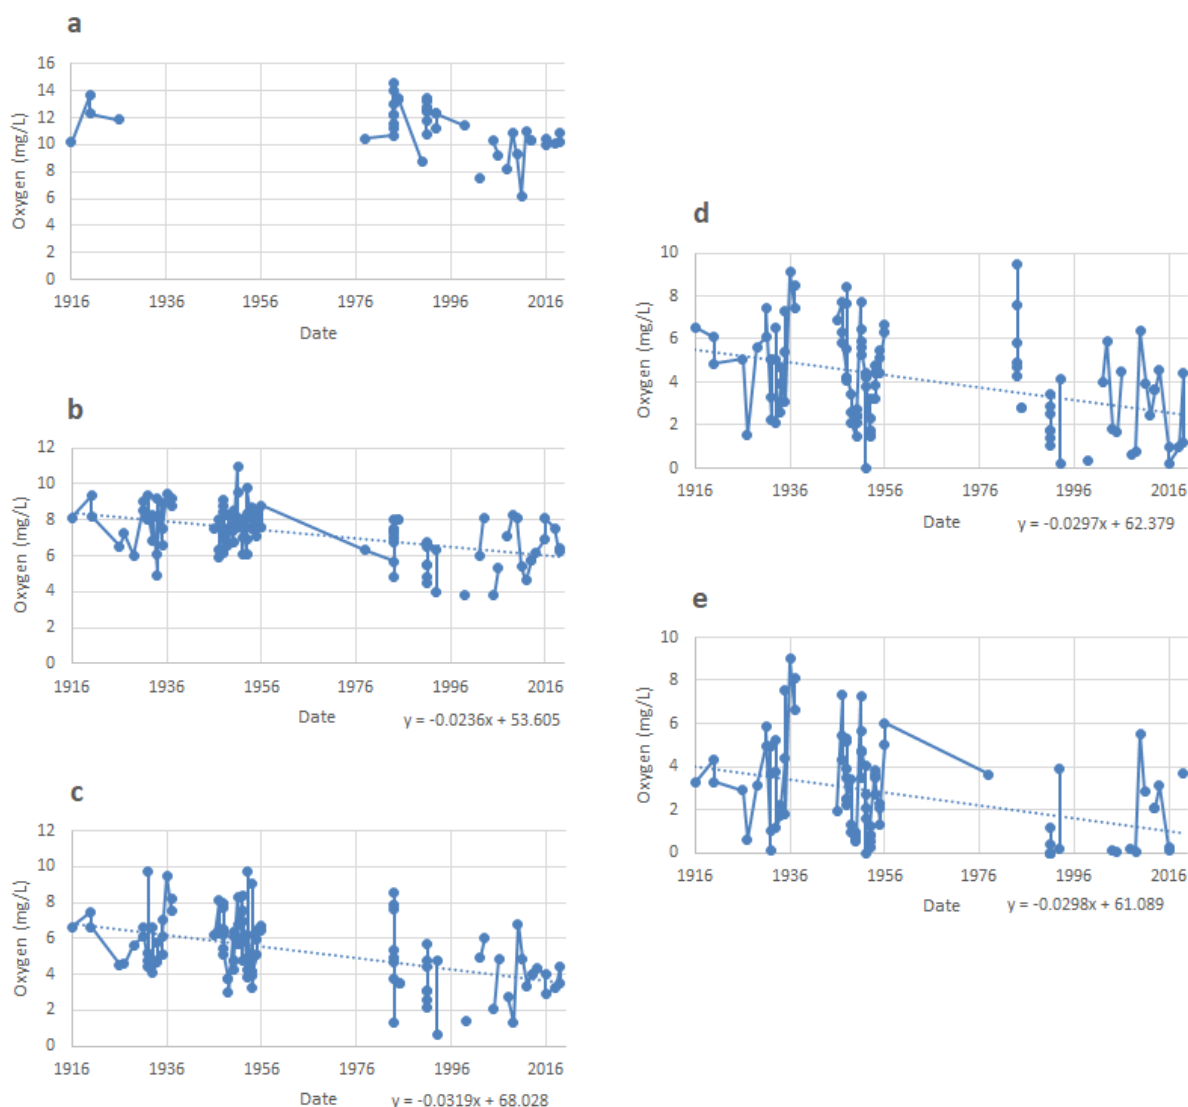 a
16
14
12
10
8
6
4
2
0
Oxygen (mg/L)
1916 1936 1956 1976 1996 2016
Date
b
12
10
8
6
4
2
0
Oxygen (mg/L)
1916 1936 1956 1976 1996 2016
Date y = -0.0236x + 53.605
c
12
10
8
6
4
2
0
Oxygen (mg/L)
1916 1936 1956 1976 1996 2016
Date y = -0.0319x + 68.028
d
10
8
6
4
2
0
Oxygen (mg/L)
1916 1936 1956 1976 1996 2016
Date y = -0.0297x + 62.379
e
10
8
6
4
2
0
Oxygen (mg/L)
1916 1936 1956 1976 1996 2016
Date y = -0.0298x + 61.089